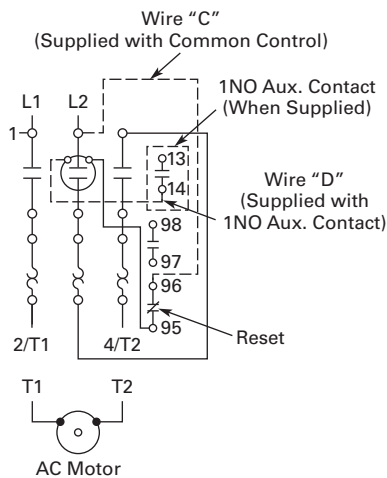 Wire “C”
(Supplied with Common Control)
1NO Aux. Contact
(When Supplied)
L1 L2
1
13
14
Wire “D”
(Supplied with
1NO Aux. Contact)
98
97
96
95
Reset
2/T1 4/T2
T1 T2
AC Motor